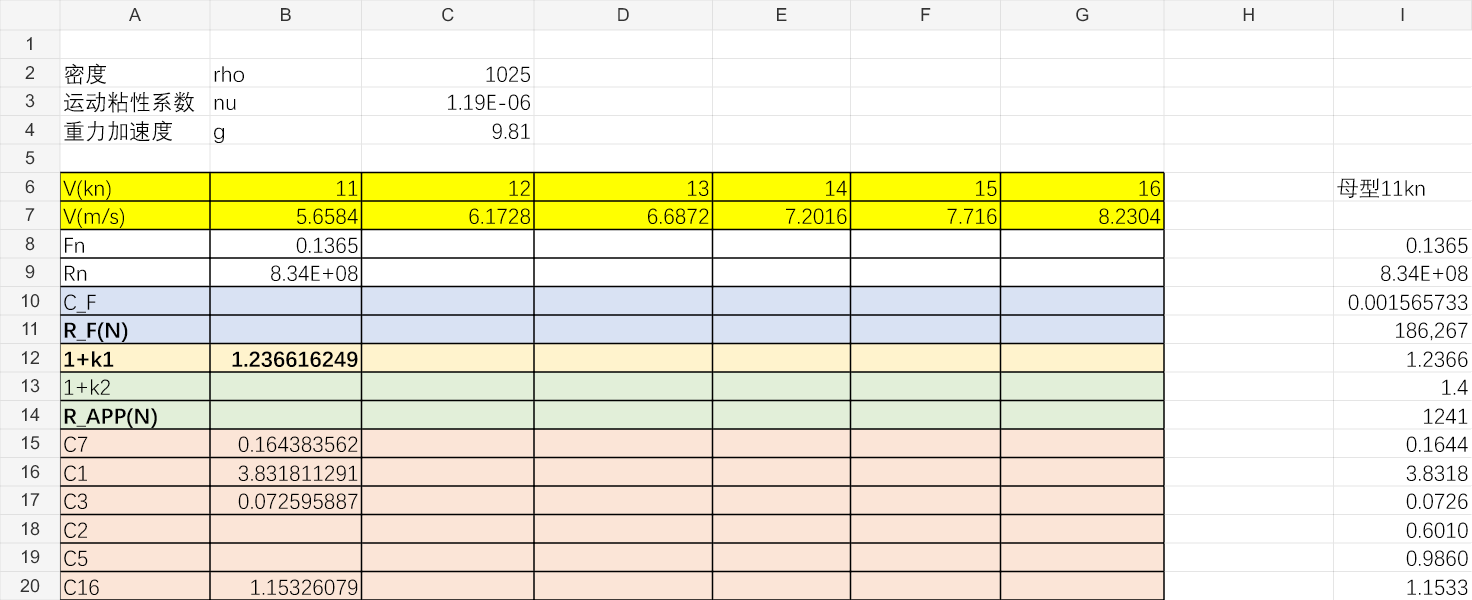 A B C D E F G H I
1
2 密度 rho 1025
3 运动粘性系数 nu 1.19E-06
4 重力加速度 g 9.81
5
6 V(kn) 11 12 13 14 15 16 母型11kn
7 V(m/s) 5.6584 6.1728 6.6872 7.2016 7.716 8.2304
8 Fn 0.1365 0.1365
9 Rn 8.34E+08 8.34E+08
10 C_F 0.001565733
11 R_F(N) 186,267
12 1+k1 1.236616249 1.2366
13 1+k2 1.4
14 R_APP(N) 1241
15 C7 0.164383562 0.1644
16 C1 3.831811291 3.8318
17 C3 0.072595887 0.0726
18 C2 0.6010
19 C5 0.9860
20 C16 1.15326079 1.1533